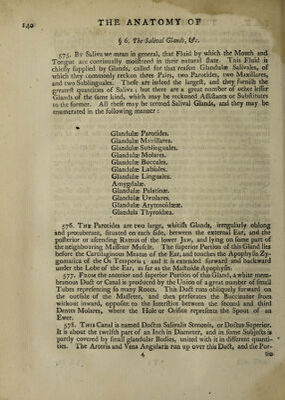 140
THE ANATOMY OF
§ 6. The Salival Glands, &c.
575. BY Saliva we mean in general, that Fluid by which the Mouth and
Tongue are continually moistened in their natural state. This Fluid is
chiefly supplied by Glands, called for that reason Glandulæ Salivales, of
which they commonly reckon three Pairs, two Parotides, two Maxillares,
and two Sublinguales. These are indeed the largest, and they furnish the
greatest quantities of Saliva; but there are a great number of other lesser
Glands of the same kind, which may be reckoned Assistants or Substitutes
to the former. All these may be termed Salival Glands, and they may be
enumerated in the following manner:
Glandulæ Parotides.
Glandulæ Maxillares.
Glandulæ Sublinguales.
Glandulæ Molares.
Glandulæ Buccales.
Glandulæ Labiales.
Glandulæ Linguales.
Amygdalæ.
Glandulæ Palatinæ.
Glandulæ Uvulares.
Glandulæ Arytenoidææ.
Glandula Thyroidæa.
576. THE Parotides are two large, whitish Glands, irregularly oblong
and protuberant, situated on each side, between the external Ear, and the
posterior or ascending Ramus of the lower Jaw, and lying on some part of
the neighbouring Masseter Muscle. The superior Portion of this Gland lies
before the Cartilaginous Meatus of the Ear, and touches the Apophysis Zy-
gomatica of the Os Temporis; and it is extended forward and backward
under the Lobe of the Ear, as far as the Mastoide Apophysis.
577. FROM the anterior and superior Portion of this Gland, a white mem-
branous Duct or Canal is produced by the Union of a great number of small
Tubes representing so many Roots. This Duct runs obliquely forward on
the outside of the Masseter, and then perforates the Buccinator from
without inward, opposite to the Interstice between the second and third
Dentes Molares, where the Hole or Orifice represents the Spout of an
Ewer.
578. THIS Canal is named Ductus Salivalis Stenonis, or Ductus Superior.
It is about the twelfth part of an Inch in Diameter, and in some Subjects is
partly covered by small glandular Bodies, united with it in different quanti-
ties. The Arteria and Vena Angularis run up over this Duct, and the Por-
4
tio